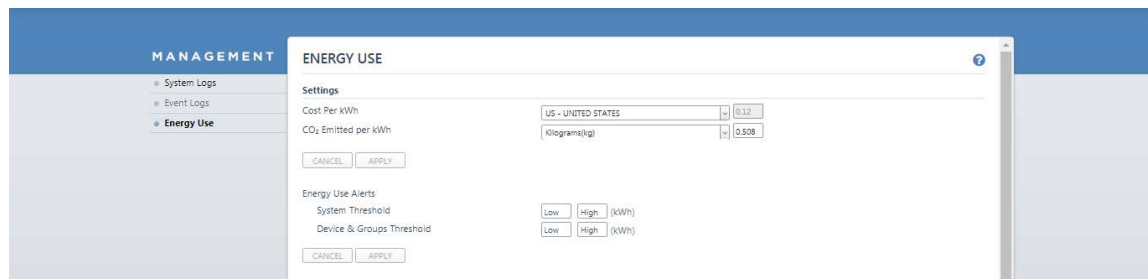 MANAGEMENT
System Logs
Event Logs
Energy Use
ENERGY USE
?
Settings
Cost Per kWh US - UNITED STATES 0.12
CO₂ Emitted per kWh Kilograms(kg) 0.508
CANCEL APPLY
Energy Use Alerts
System Threshold Low High (kWh)
Device & Groups Threshold Low High (kWh)
CANCEL APPLY